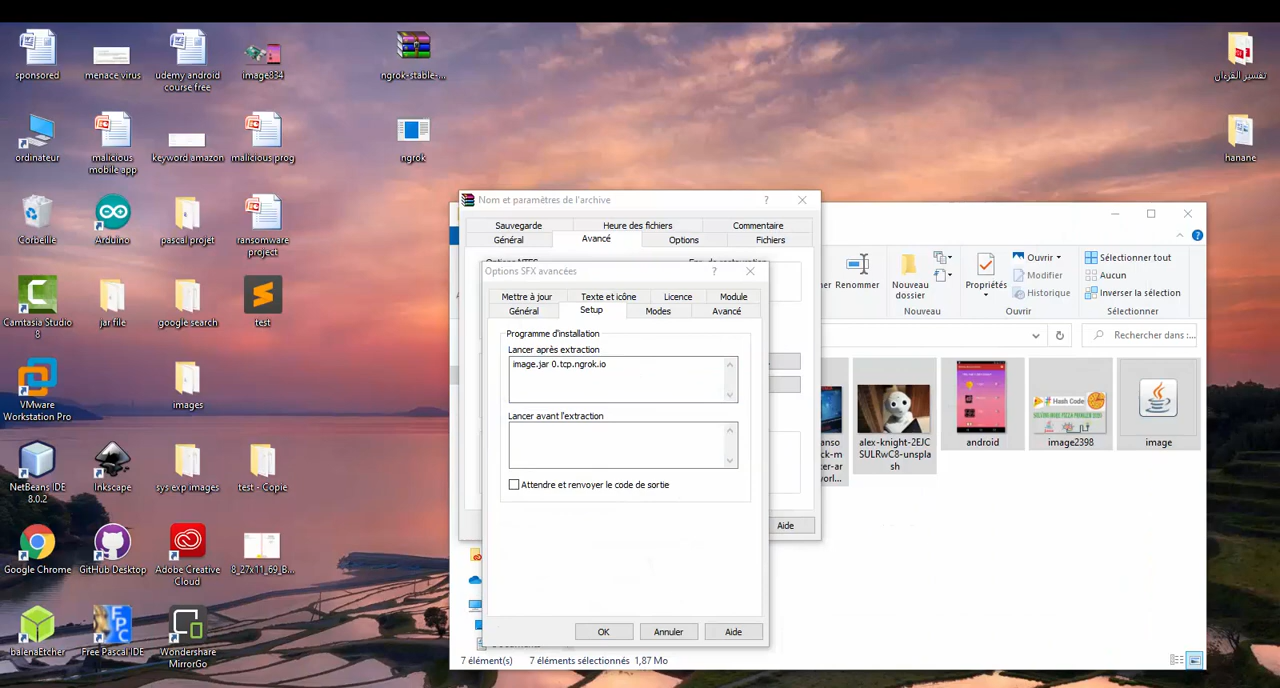 sponsored
menace virus
udemy android
course free
image334
ngrok-stable-...
تفسير القرءان
ordinateur
malicious
mobile app
keyword amazon
malicious prog
ngrok
hanane
Corbeille
Arduino
pascal projet
ransomware
project
Camtasia Studio
8
jar file
google search
test
VMware
Workstation Pro
images
NetBeans IDE
8.0.2
Inkscape
sys exp images
test - Copie
Google Chrome
GitHub Desktop
Adobe Creative
Cloud
8_27x11_69_B...
balenaEtcher
Free Pascal IDE
Wondershare
MirrorGo
Nom et paramètres de l'archive
Sauvegarde
Heure des fichiers
Commentaire
Général
Avancé
Options
Fichiers
Aide
Options SFX avancées
Mettre à jour
Texte et icône
Licence
Module
Général
Setup
Modes
Avancé
Programme d'installation
Lancer après extraction
image.jar 0.tcp.ngrok.io
Lancer avant l'extraction
Attendre et renvoyer le code de sortie
OK
Annuler
Aide
Renommer
Nouveau
dossier
Nouveau
Propriétés
Ouvrir
Modifier
Historique
Ouvrir
Sélectionner tout
Aucun
Inverser la sélection
Sélectionner
Rechercher dans :...
alex-knight-2EJC
SULRwC8-unspla
sh
android
# Hash Code
image2398
image
7 élément(s)
7 éléments sélectionnés 1,87 Mo